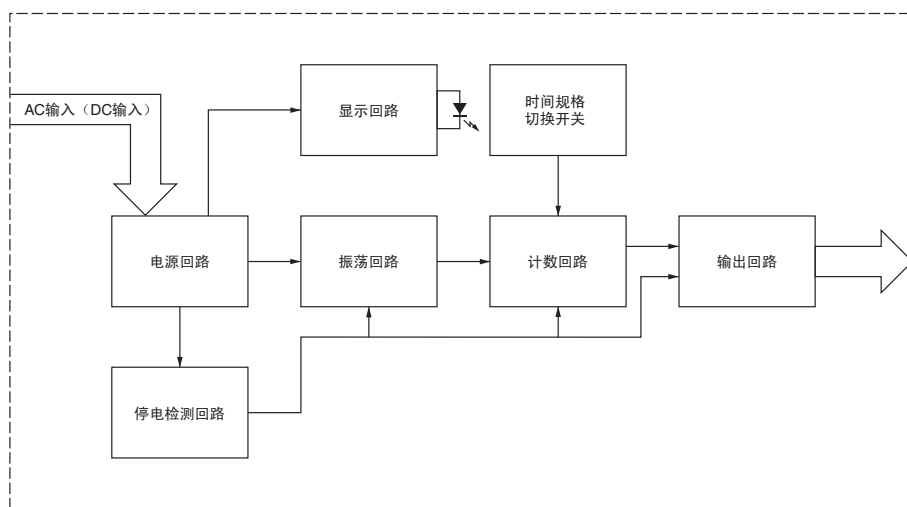 AC输入（DC输入）
显示回路
时间规格
切换开关
电源回路
振荡回路
计数回路
输出回路
停电检测回路